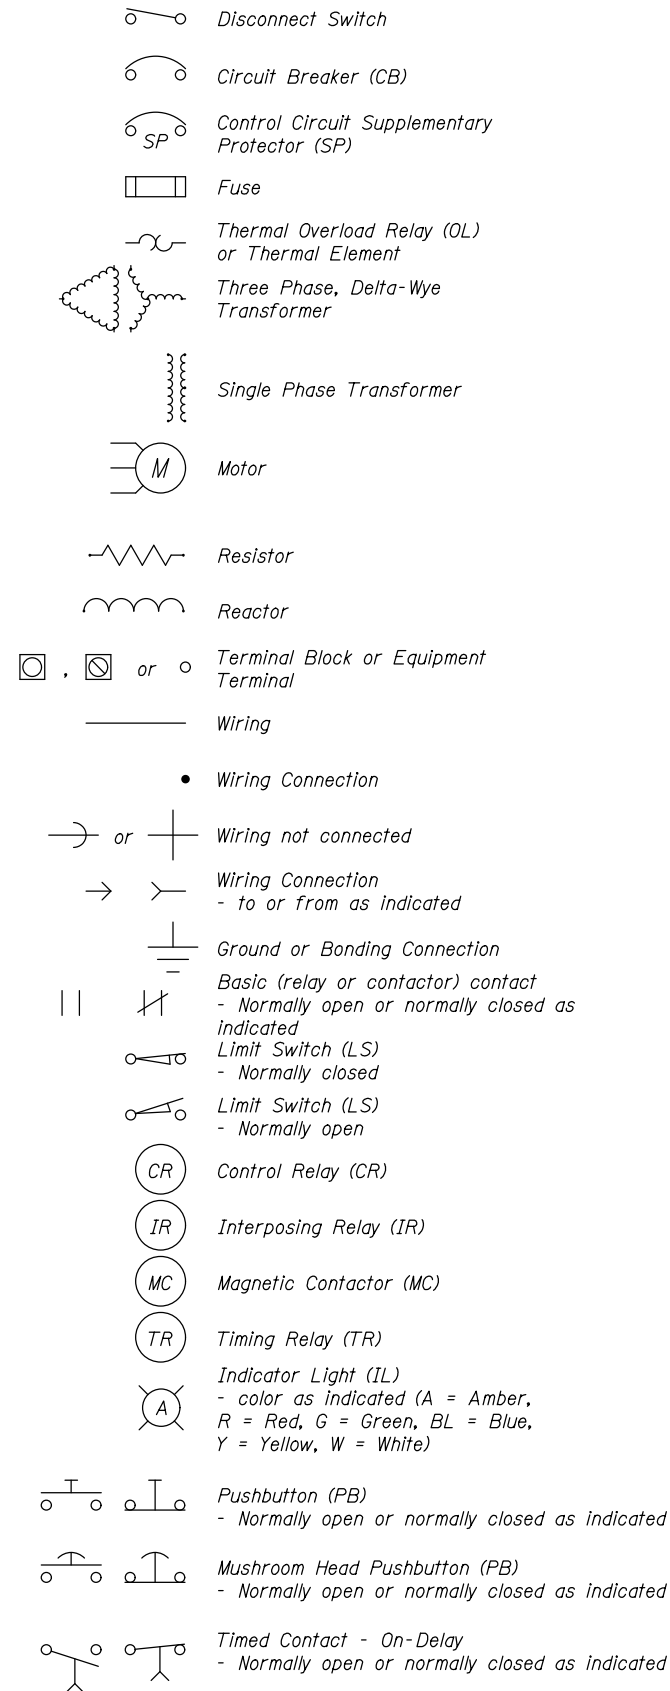 Disconnect Switch
Circuit Breaker (CB)
SP
Control Circuit Supplementary
Protector (SP)
Fuse
Thermal Overload Relay (OL)
or Thermal Element
Three Phase, Delta-Wye
Transformer
Single Phase Transformer
M Motor
Resistor
Reactor
, or Terminal Block or Equipment
Terminal
Wiring
Wiring Connection
or Wiring not connected
Wiring Connection
- to or from as indicated
Ground or Bonding Connection
Basic (relay or contactor) contact
- Normally open or normally closed as
indicated
Limit Switch (LS)
- Normally closed
Limit Switch (LS)
- Normally open
CR Control Relay (CR)
IR Interposing Relay (IR)
MC Magnetic Contactor (MC)
TR Timing Relay (TR)
A
Indicator Light (IL)
- color as indicated (A = Amber,
R = Red, G = Green, BL = Blue,
Y = Yellow, W = White)
Pushbutton (PB)
- Normally open or normally closed as indicated
Mushroom Head Pushbutton (PB)
- Normally open or normally closed as indicated
Timed Contact - On-Delay
- Normally open or normally closed as indicated